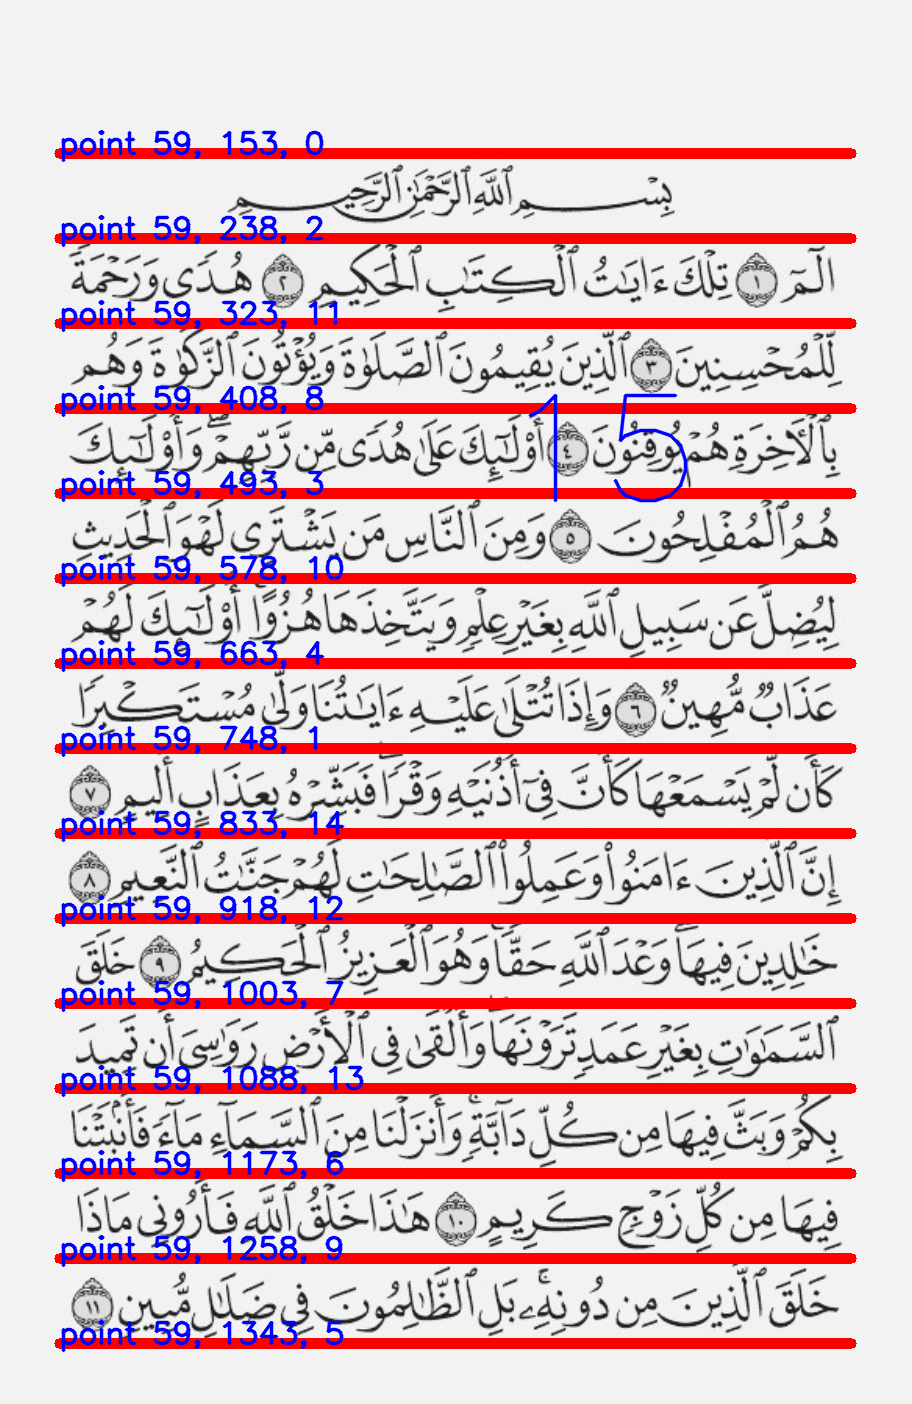 point 59, 153, 0
بِسْمِ ٱللَّهِ ٱلرَّحْمَٰنِ ٱلرَّحِيمِ
point 59, 238, 2
الٓمٓ ١ تِلْكَ ءَايَٰتُ ٱلْكِتَٰبِ ٱلْحَكِيمِ ٢ هُدًى وَرَحْمَةً
point 59, 323, 11
لِّلْمُحْسِنِينَ ٣ ٱلَّذِينَ يُقِيمُونَ ٱلصَّلَوٰةَ وَيُؤْتُونَ ٱلزَّكَوٰةَ وَهُم
point 59, 408, 8
15
بِٱلْأٓخِرَةِ هُمْ يُوقِنُونَ ٤ أُو۟لَٰٓئِكَ عَلَىٰ هُدًى مِّن رَّبِّهِمْۖ وَأُو۟لَٰٓئِكَ
point 59, 493, 3
هُمُ ٱلْمُفْلِحُونَ ٥ وَمِنَ ٱلنَّاسِ مَن يَشْتَرِى لَهْوَ ٱلْحَدِيثِ
point 59, 578, 10
لِيُضِلَّ عَن سَبِيلِ ٱللَّهِ بِغَيْرِ عِلْمٍ وَيَتَّخِذَهَا هُزُوًاۚ أُو۟لَٰٓئِكَ لَهُمْ
point 59, 663, 4
عَذَابٌ مُّهِينٌ ٦ وَإِذَا تُتْلَىٰ عَلَيْهِ ءَايَٰتُنَا وَلَّىٰ مُسْتَكْبِرًا
point 59, 748, 1
كَأَن لَّمْ يَسْمَعْهَا كَأَنَّ فِىٓ أُذُنَيْهِ وَقْرًاۖ فَبَشِّرْهُ بِعَذَابٍ أَلِيمٍ ٧
point 59, 833, 14
إِنَّ ٱلَّذِينَ ءَامَنُوا۟ وَعَمِلُوا۟ ٱلصَّٰلِحَٰتِ لَهُمْ جَنَّٰتُ ٱلنَّعِيمِ ٨
point 59, 918, 12
خَٰلِدِينَ فِيهَاۖ وَعْدَ ٱللَّهِ حَقًّاۚ وَهُوَ ٱلْعَزِيزُ ٱلْحَكِيمُ ٩ خَلَقَ
point 59, 1003, 7
ٱلسَّمَٰوَٰتِ بِغَيْرِ عَمَدٍ تَرَوْنَهَاۖ وَأَلْقَىٰ فِى ٱلْأَرْضِ رَوَٰسِىَ أَن تَمِيدَ
point 59, 1088, 13
بِكُمْ وَبَثَّ فِيهَا مِن كُلِّ دَآبَّةٍۚ وَأَنزَلْنَا مِنَ ٱلسَّمَآءِ مَآءً فَأَنۢبَتْنَا
point 59, 1173, 6
فِيهَا مِن كُلِّ زَوْجٍ كَرِيمٍ ١٠ هَٰذَا خَلْقُ ٱللَّهِ فَأَرُونِى مَاذَا
point 59, 1258, 9
خَلَقَ ٱلَّذِينَ مِن دُونِهِۦۚ بَلِ ٱلظَّٰلِمُونَ فِى ضَلَٰلٍ مُّبِينٍ ١١
point 59, 1343, 5